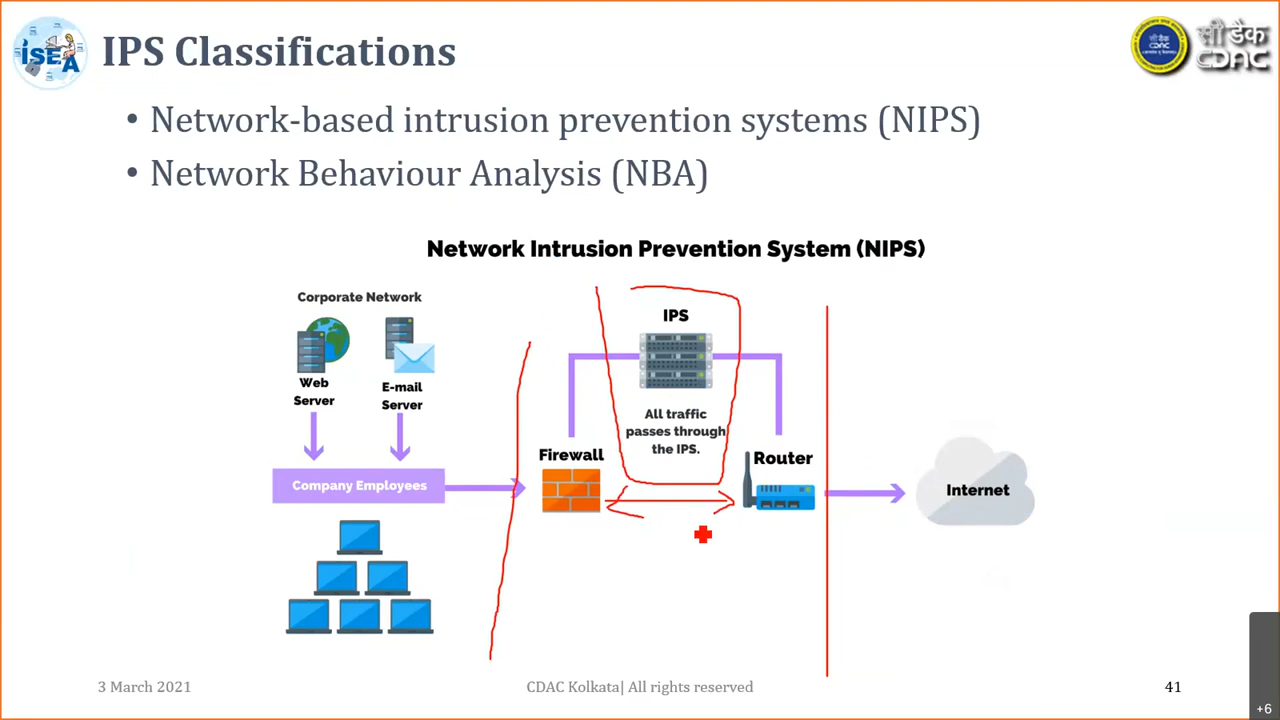 ISEA
IPS Classifications
सी डैक
CDAC
CDAC
• Network-based intrusion prevention systems (NIPS)
• Network Behaviour Analysis (NBA)
Network Intrusion Prevention System (NIPS)
Corporate Network
Web
Server
E-mail
Server
Company Employees
IPS
All traffic
passes through
the IPS.
Firewall
Router
Internet
3 March 2021
CDAC Kolkata| All rights reserved
41
+6